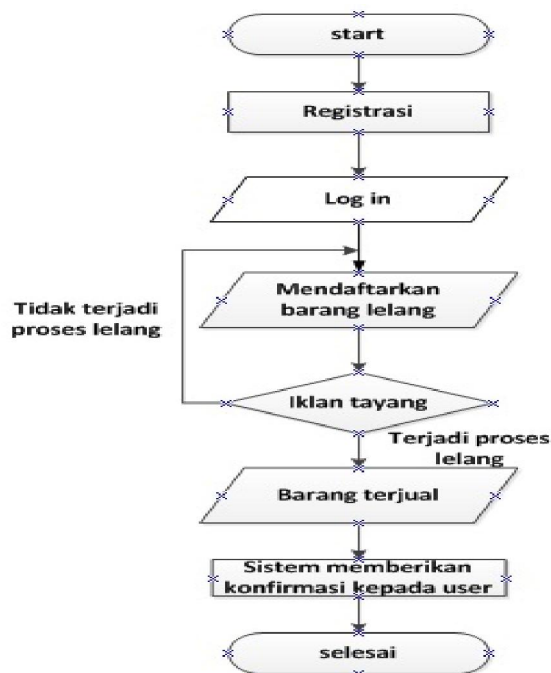 start
Registrasi
Log in
Mendaftarkan
barang lelang
Tidak terjadi
proses lelang
Iklan tayang
Terjadi proses
lelang
Barang terjual
Sistem memberikan
konfirmasi kepada user
selesai